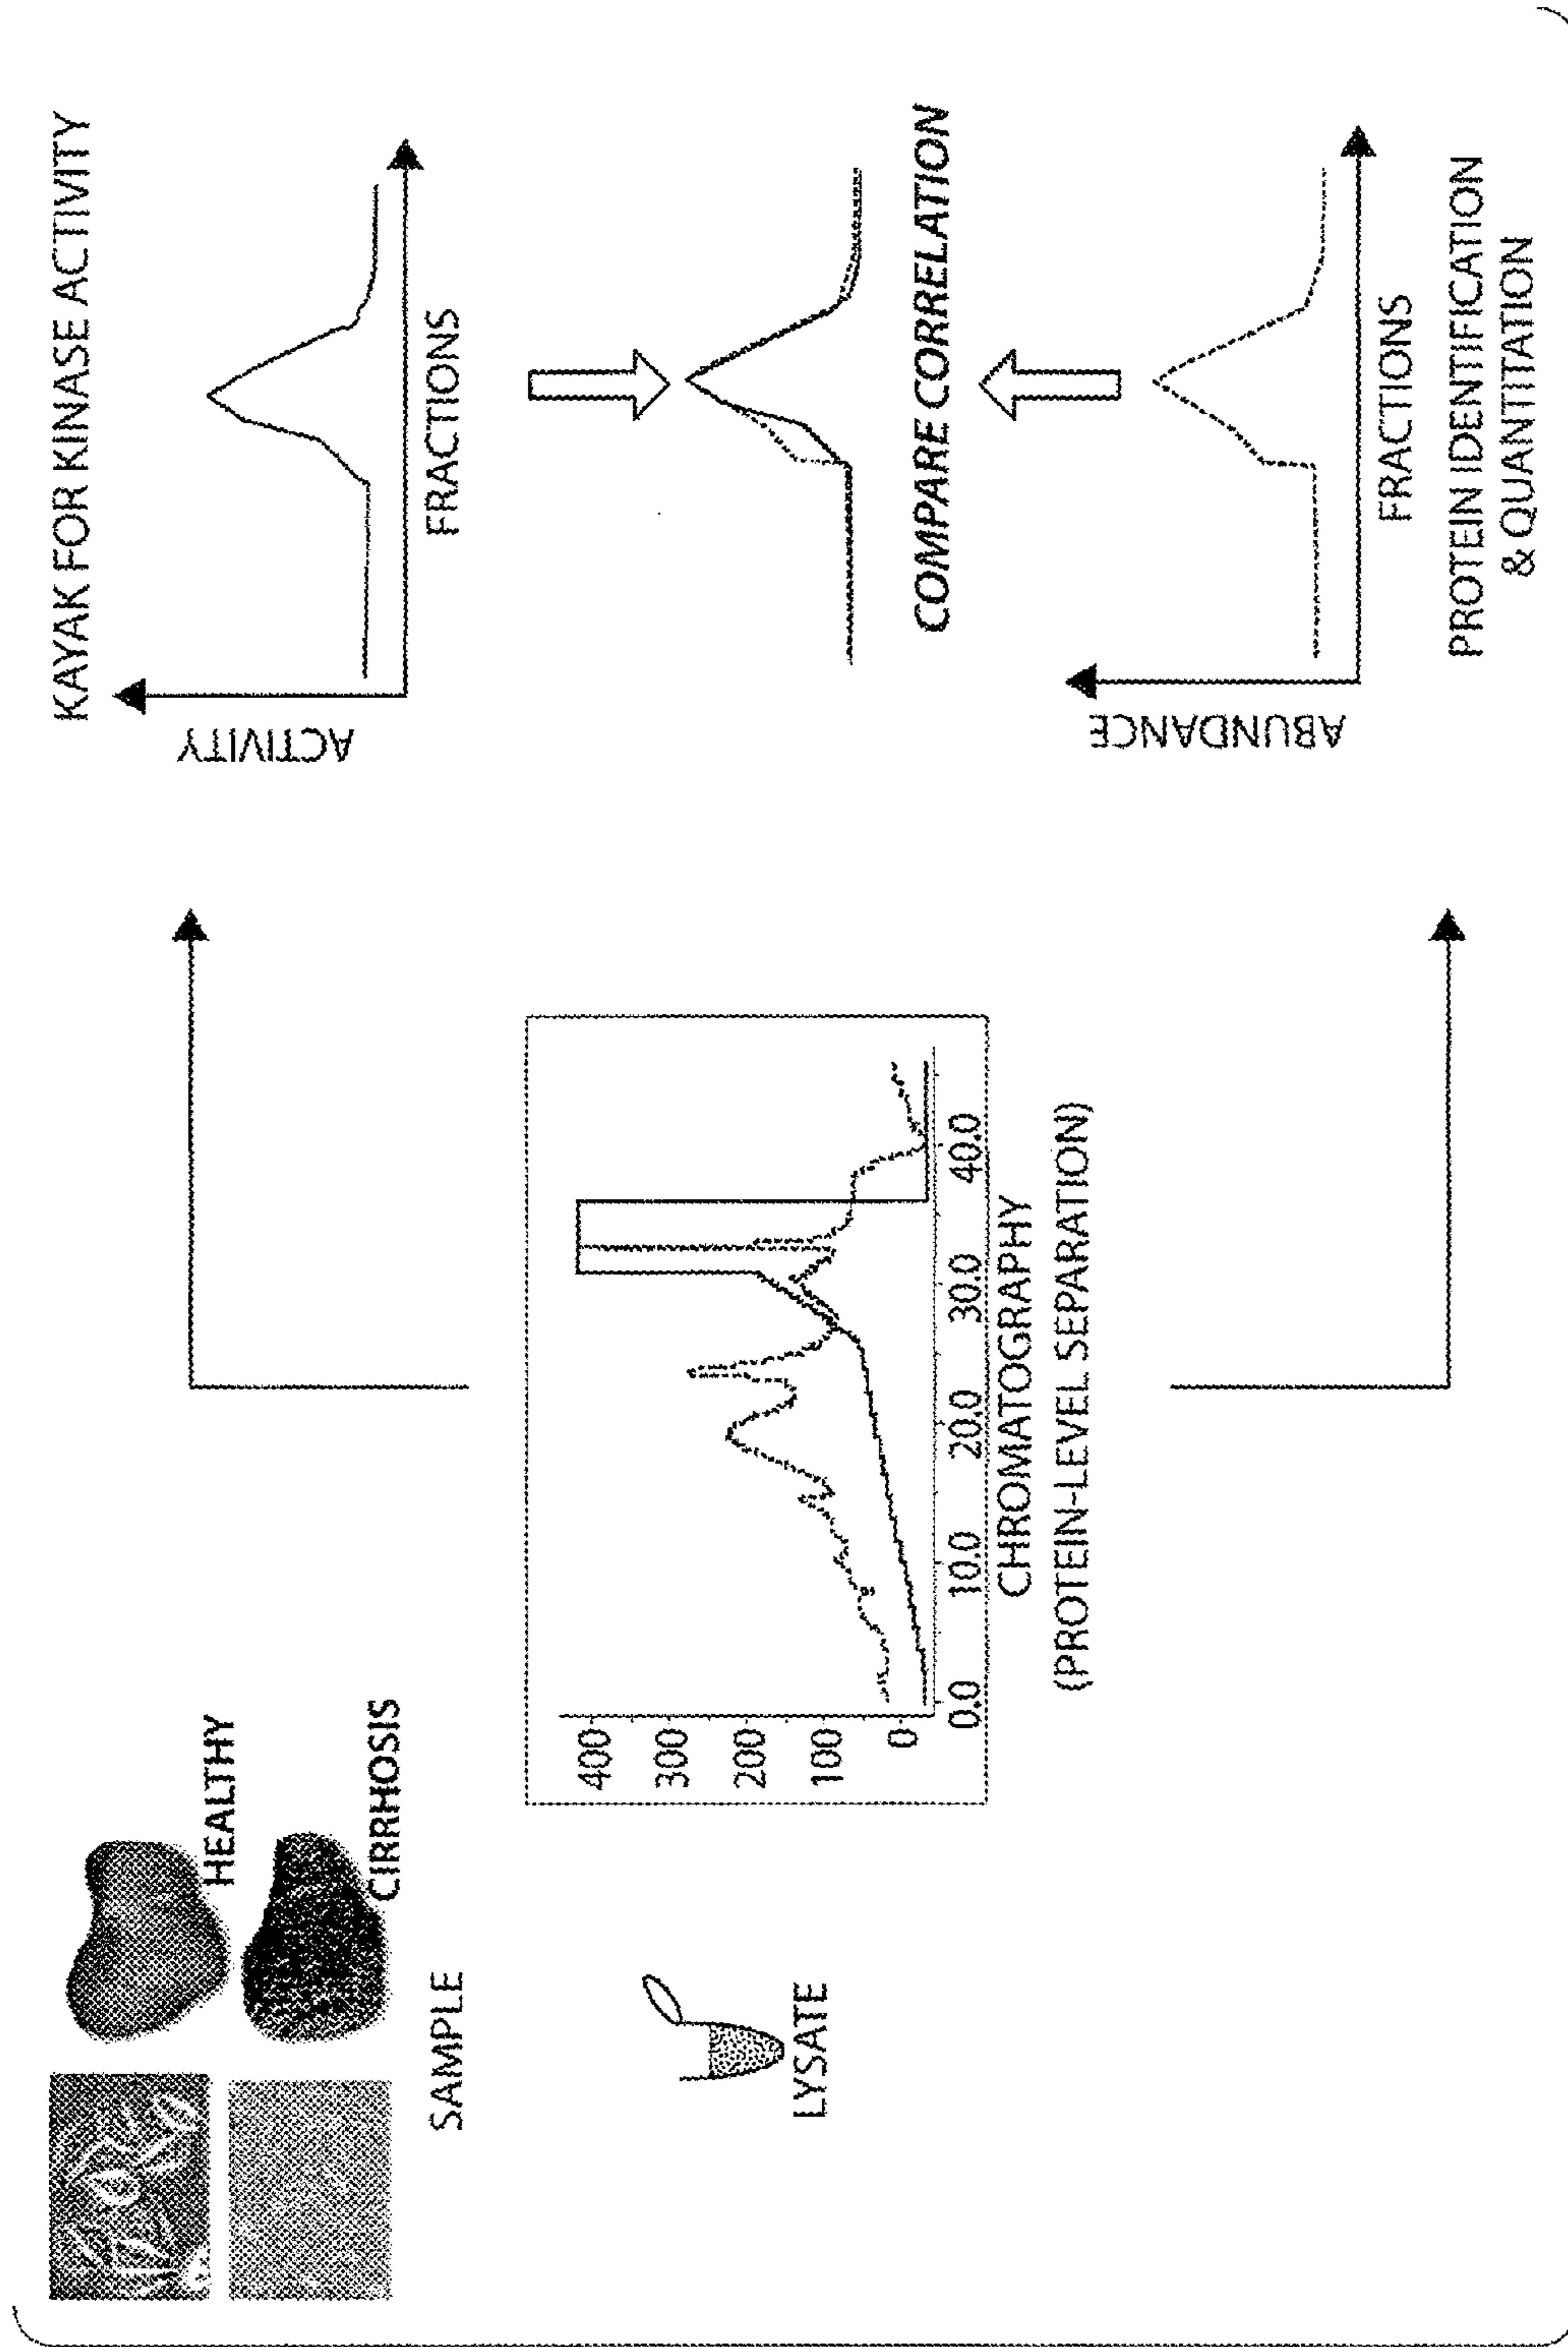 HEALTHY
CIRRHOSIS
SAMPLE
LYSATE
400
300
200
100
0
0.0 10.0 20.0 30.0 40.0
CHROMATOGRAPHY
(PROTEIN-LEVEL SEPARATION)
KAYAK FOR KINASE ACTIVITY
ACTIVITY
FRACTIONS
COMPARE CORRELATION
ABUNDANCE
FRACTIONS
PROTEIN IDENTIFICATION
& QUANTITATION